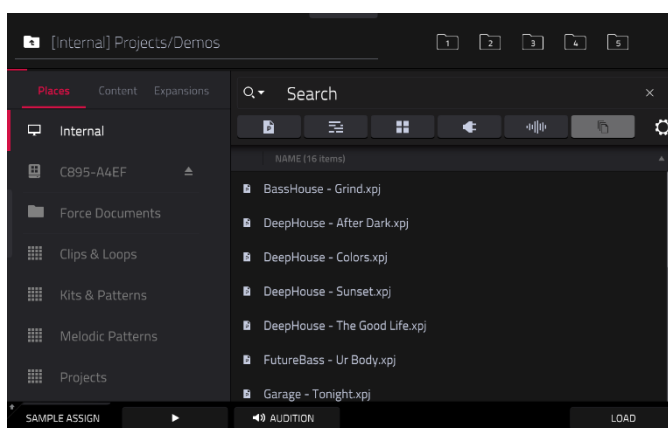 [Internal] Projects/Demos
1 2 3 4 5
Places Content Expansions
Search
Internal
NAME (16 items)
C895-A4EF
BassHouse - Grind.xpj
Force Documents
DeepHouse - After Dark.xpj
Clips & Loops
DeepHouse - Colors.xpj
Kits & Patterns
DeepHouse - Sunset.xpj
Melodic Patterns
DeepHouse - The Good Life.xpj
FutureBass - Ur Body.xpj
Projects
Garage - Tonight.xpj
SAMPLE ASSIGN
AUDITION
LOAD